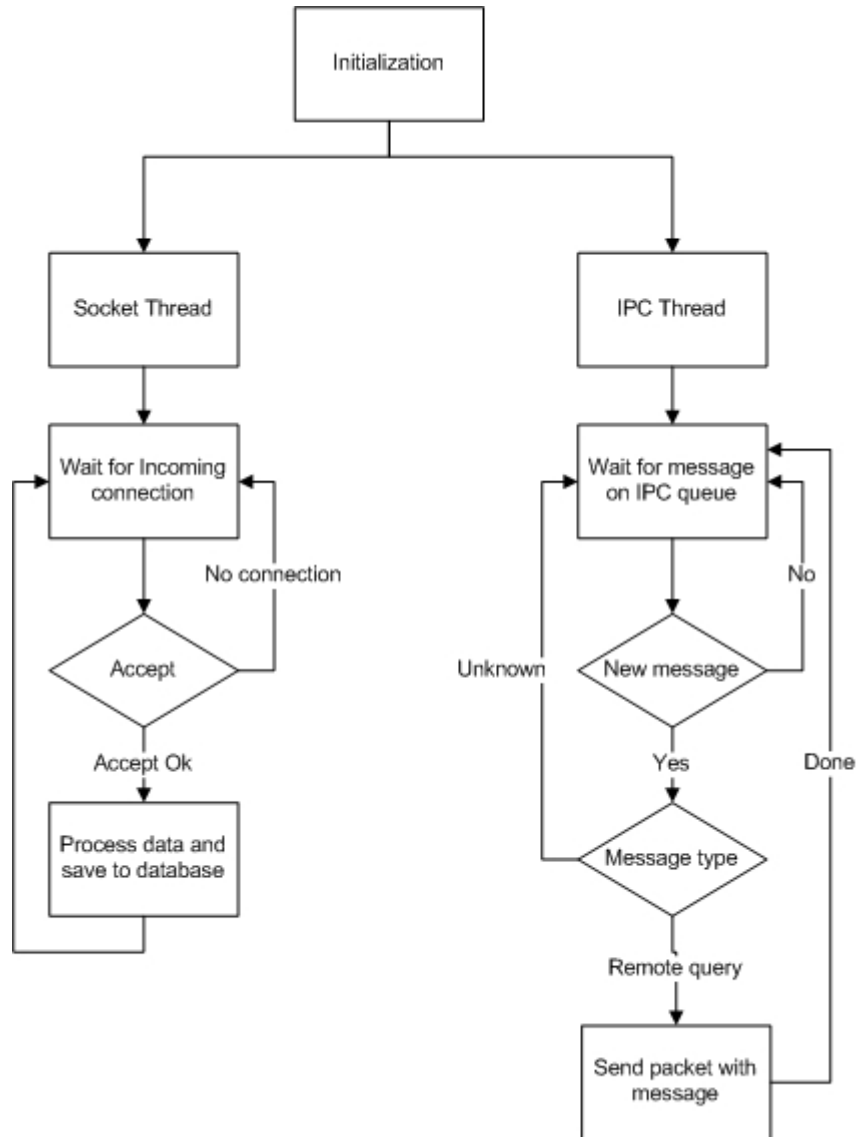 Initialization
Socket Thread
IPC Thread
Wait for Incoming
connection
Wait for message
on IPC queue
No connection
No
Accept
Unknown
New message
Accept Ok
Yes
Done
Process data and
save to database
Message type
Remote query
Send packet with
message